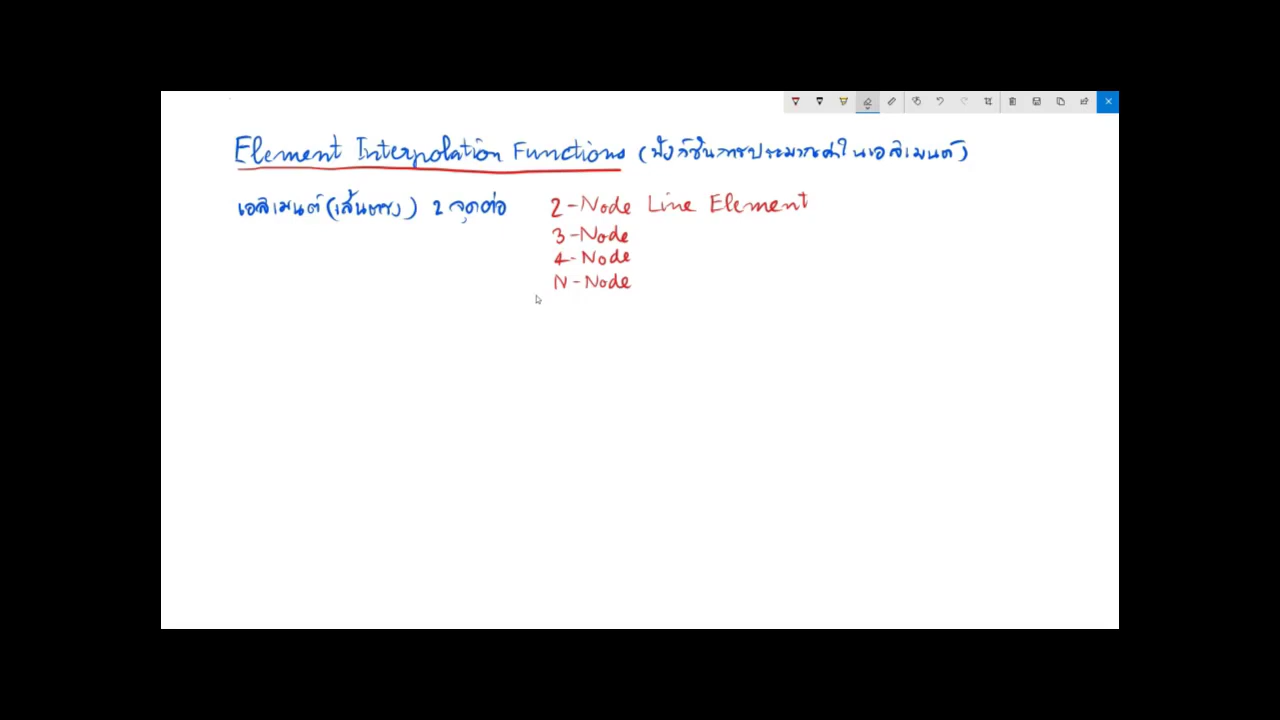 Element Interpolation Functions (ฟังก์ชันการประมาณค่าในเอลิเมนต์)
เอลิเมนต์ (เส้นตรง) 2 จุดต่อ 2-Node Line Element
3-Node
4-Node
N-Node